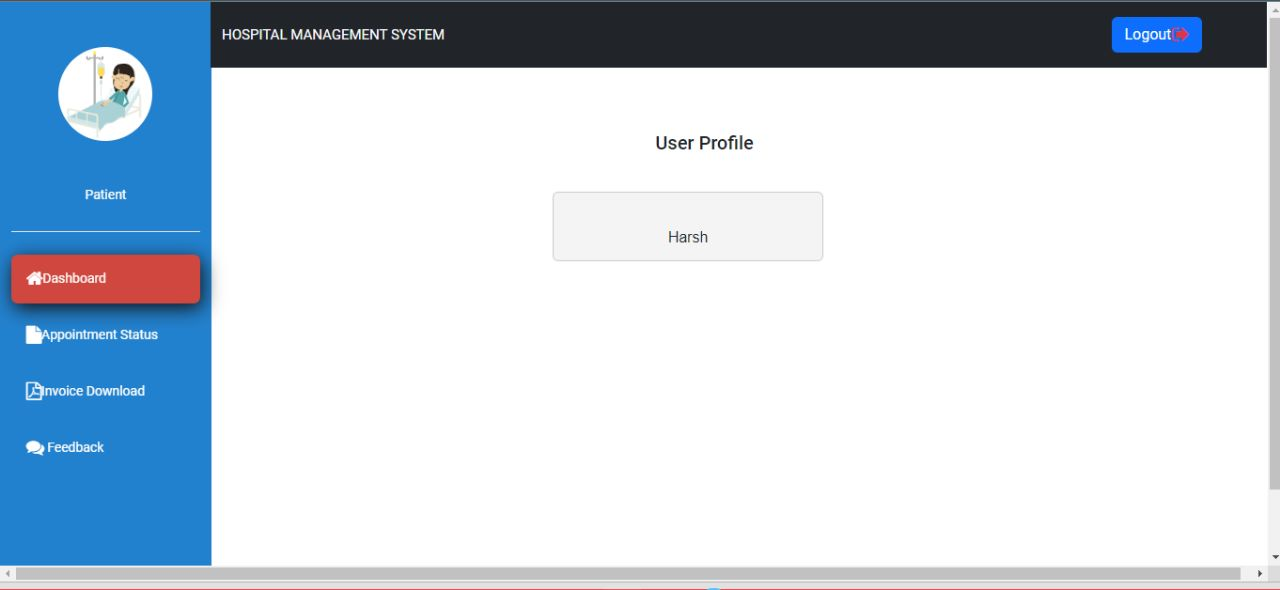 HOSPITAL MANAGEMENT SYSTEM
Logout
Patient
Dashboard
Appointment Status
Invoice Download
Feedback
User Profile
Harsh